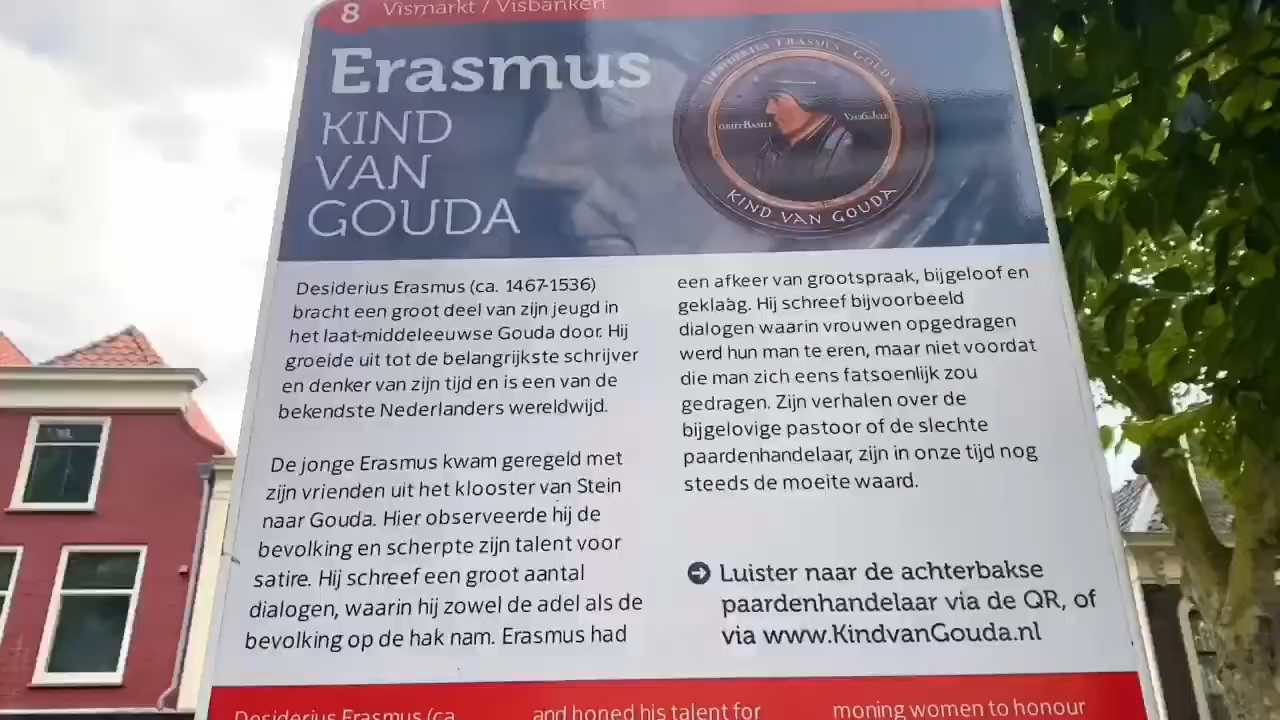 8 Vismarkt / Visbanken
Erasmus
KIND
VAN
GOUDA
DESIDERIUS ERASMUS · GOUDA
KIND VAN GOUDA
Desiderius Erasmus (ca. 1467-1536)
bracht een groot deel van zijn jeugd in
het laat-middeleeuwse Gouda door. Hij
groeide uit tot de belangrijkste schrijver
en denker van zijn tijd en is een van de
bekendste Nederlanders wereldwijd.
De jonge Erasmus kwam geregeld met
zijn vrienden uit het klooster van Stein
naar Gouda. Hier observeerde hij de
bevolking en scherpte zijn talent voor
satire. Hij schreef een groot aantal
dialogen, waarin hij zowel de adel als de
bevolking op de hak nam. Erasmus had
een afkeer van grootspraak, bijgeloof en
geklaag. Hij schreef bijvoorbeeld
dialogen waarin vrouwen opgedragen
werd hun man te eren, maar niet voordat
die man zich eens fatsoenlijk zou
gedragen. Zijn verhalen over de
bijgelovige pastoor of de slechte
paardenhandelaar, zijn in onze tijd nog
steeds de moeite waard.
Luister naar de achterbakse
paardenhandelaar via de QR, of
via www.KindvanGouda.nl
Desiderius Erasmus (ca.
and honed his talent for
moning women to honour